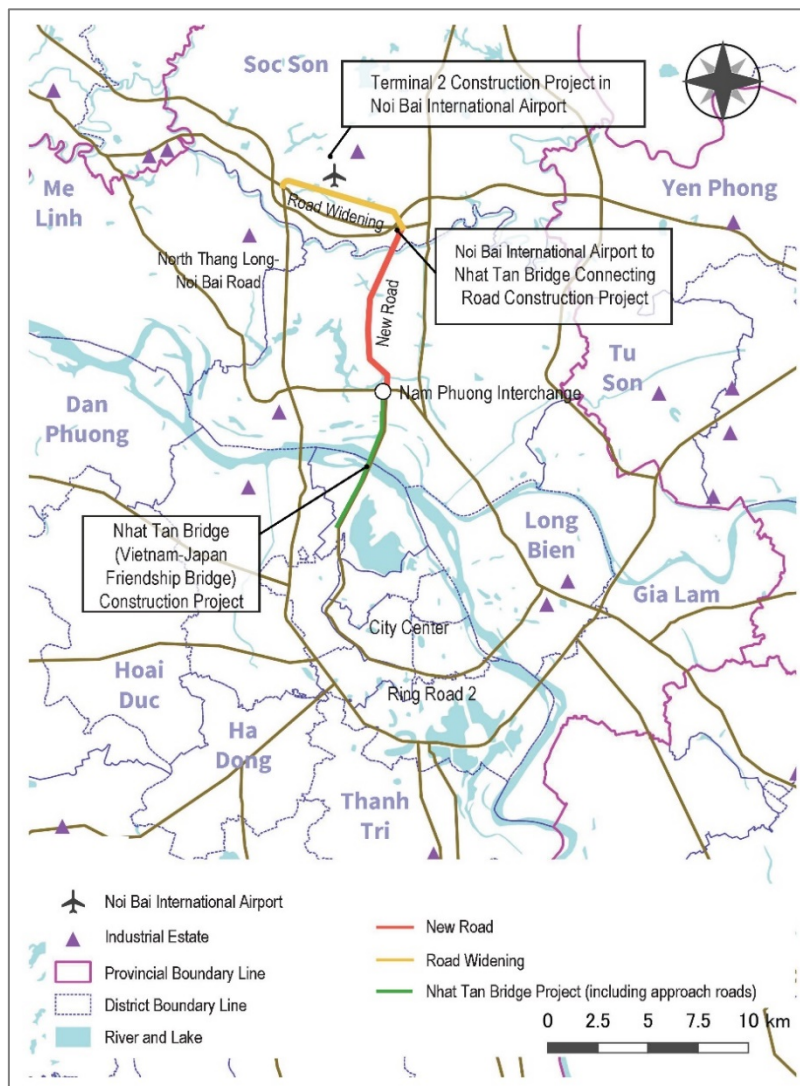 Soc Son
Terminal 2 Construction Project in
Noi Bai International Airport
Me
Linh
Road Widening
Yen Phong
North Thang Long-
Noi Bai Road
Noi Bai International Airport to
Nhat Tan Bridge Connecting
Road Construction Project
New Road
Tu
Son
Nam Phuong Interchange
Dan
Phuong
Nhat Tan Bridge
(Vietnam-Japan
Friendship Bridge)
Construction Project
Long
Bien
Gia Lam
City Center
Hoai
Duc
Ring Road 2
Ha
Dong
Thanh
Tri
Noi Bai International Airport
Industrial Estate
Provincial Boundary Line
District Boundary Line
River and Lake
New Road
Road Widening
Nhat Tan Bridge Project (including approach roads)
0 2.5 5 7.5 10 km